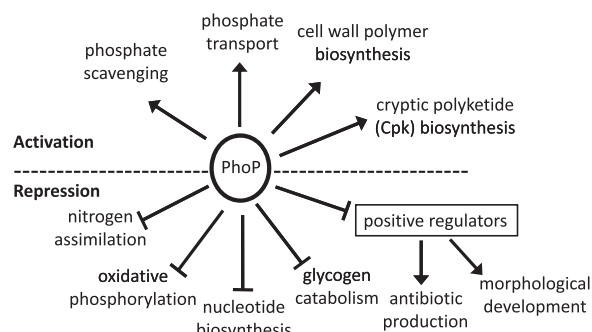 phosphate
transport
cell wall polymer
biosynthesis
phosphate
scavenging
cryptic polyketide
(Cpk) biosynthesis
Activation
PhoP
Repression
nitrogen
assimilation
positive regulators
oxidative
phosphorylation
nucleotide
biosynthesis
glycogen
catabolism
antibiotic
production
morphological
development